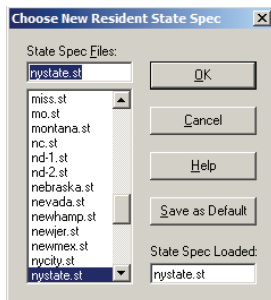 Choose New Resident State Spec
State Spec Files:
nystate.st
miss.st
mo.st
montana.st
nc.st
nd-1.st
nd-2.st
nebraska.st
nevada.st
newhamp.st
newjer.st
newmex.st
nycity.st
nystate.st
OK
Cancel
Help
Save as Default
State Spec Loaded:
nystate.st